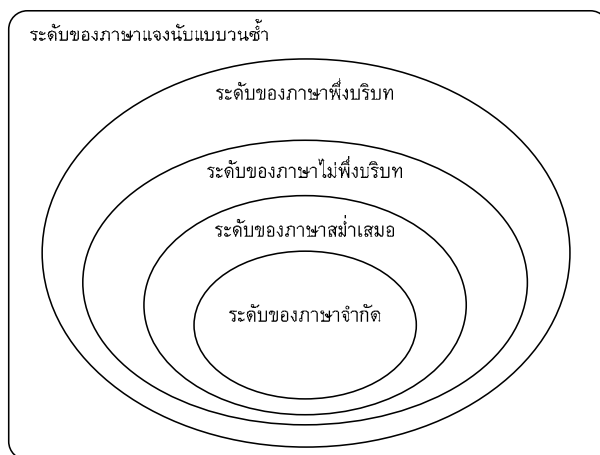 ระดับของภาษาแจงนับแบบวนซ้ำ
ระดับของภาษาพึ่งบริบท
ระดับของภาษาไม่พึ่งบริบท
ระดับของภาษาสม่ำเสมอ
ระดับของภาษาจำกัด